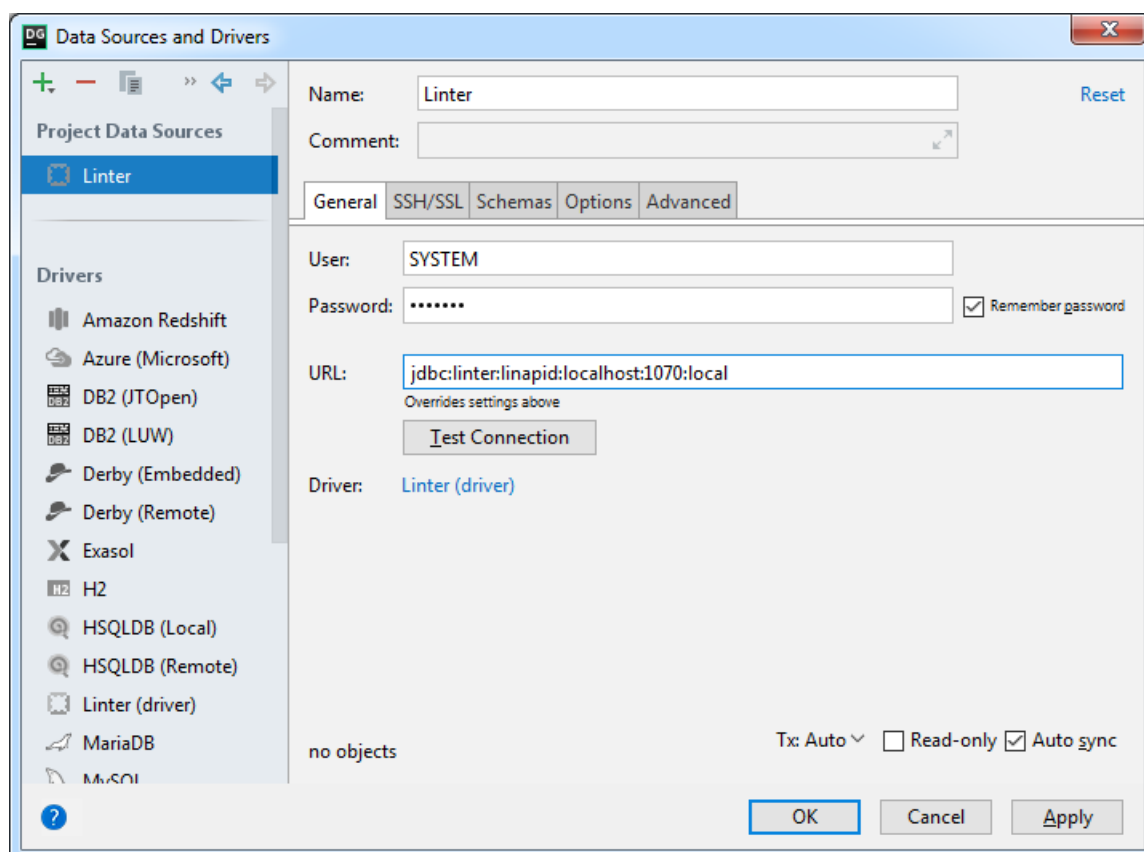 DG Data Sources and Drivers
Project Data Sources
Linter
Drivers
Amazon Redshift
Azure (Microsoft)
DB2 (JTOpen)
DB2 (LUW)
Derby (Embedded)
Derby (Remote)
Exasol
H2 H2
HSQLDB (Local)
HSQLDB (Remote)
Linter (driver)
MariaDB
MySQL
Name: Linter Reset
Comment:
General SSH/SSL Schemas Options Advanced
User: SYSTEM
Password: ••••••• Remember password
URL: jdbc:linter:linapid:localhost:1070:local
Overrides settings above
Test Connection
Driver: Linter (driver)
no objects Tx: Auto Read-only Auto sync
? OK Cancel Apply